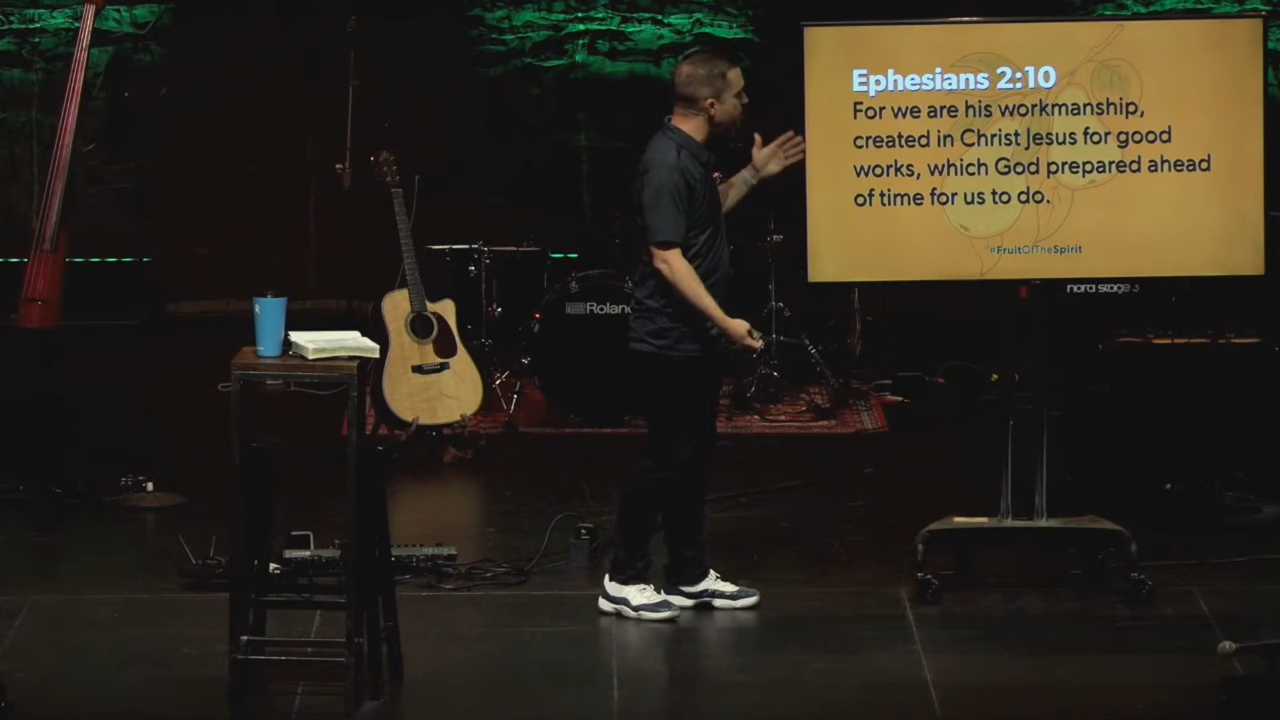 Ephesians 2:10
For we are his workmanship,
created in Christ Jesus for good
works, which God prepared ahead
of time for us to do.
#FruitOfTheSpirit
nord stage 3
Roland